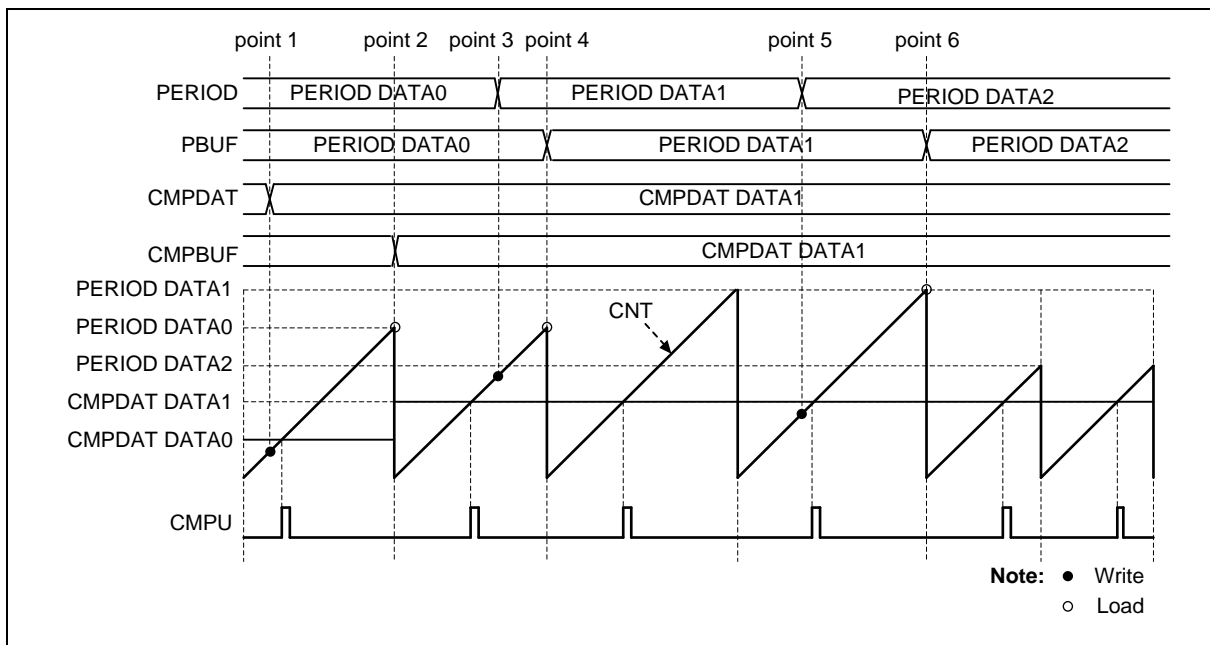 point 1 point 2 point 3 point 4 point 5 point 6
PERIOD PERIOD DATA0 PERIOD DATA1 PERIOD DATA2
PBUF PERIOD DATA0 PERIOD DATA1 PERIOD DATA2
CMPDAT CMPDAT DATA1
CMPBUF CMPDAT DATA1
PERIOD DATA1
CNT
PERIOD DATA0
PERIOD DATA2
CMPDAT DATA1
CMPDAT DATA0
CMPU
Note: ● Write
○ Load